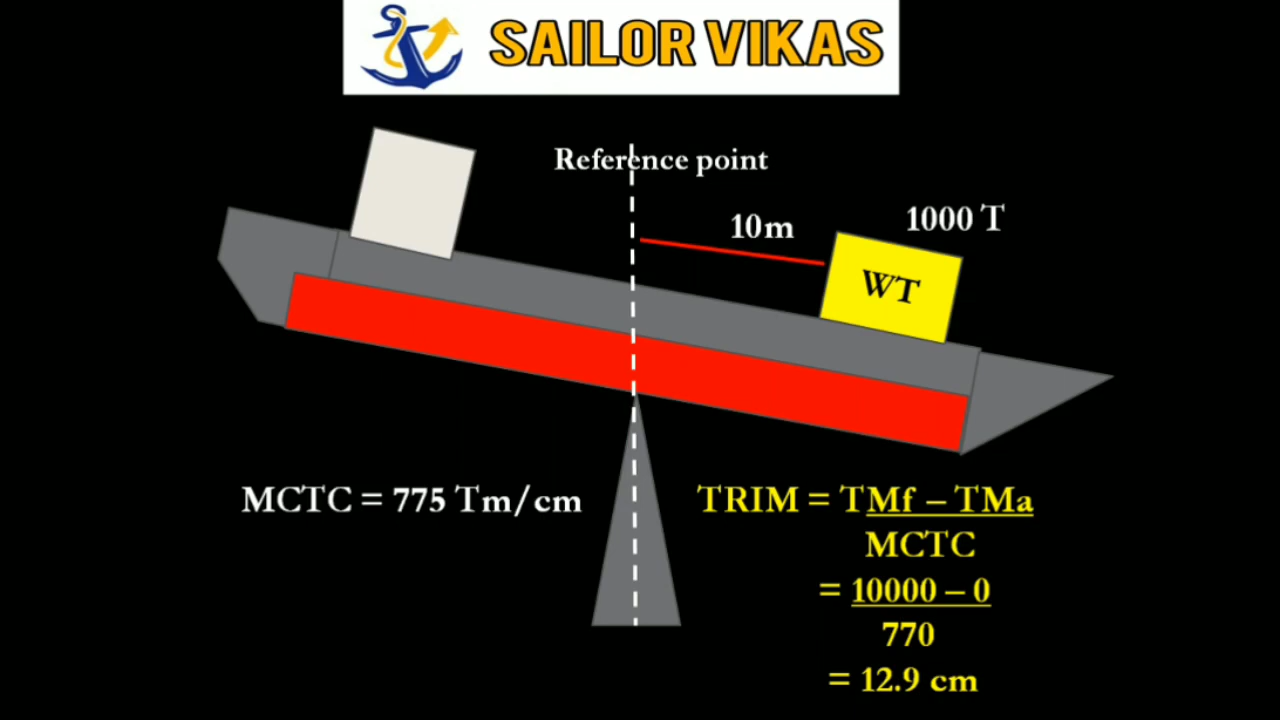 SAILOR VIKAS
Reference point
10m
1000 T
WT
MCTC = 775 Tm/cm
TRIM = TMf – TMa
MCTC
= 10000 – 0
770
= 12.9 cm